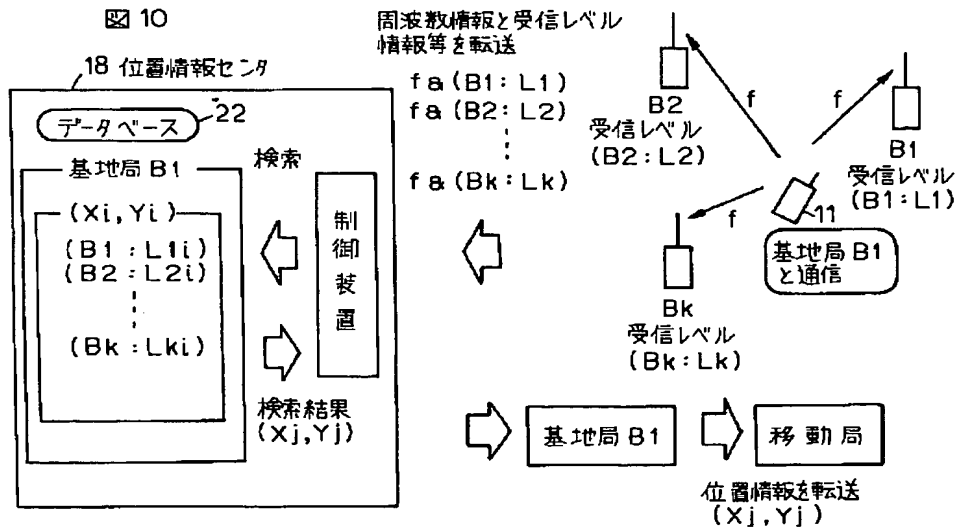 図 10
周波数情報と受信レベル
情報等を転送
18 位置情報センタ
f&(B1:L1)
f&(B2:L2)
f&(Bk:Lk)
データベース
22
基地局 B1
(Xi,Yi)
(B1:L1i)
(B2:L2i)
(Bk:Lki)
検索
制御装置
検索結果
(Xj,Yj)
f
B2
受信レベル
(B2:L2)
f
B1
受信レベル
(B1:L1)
11
基地局 B1
と通信
f
Bk
受信レベル
(Bk:Lk)
基地局 B1
移動局
位置情報を転送
(Xj,Yj)